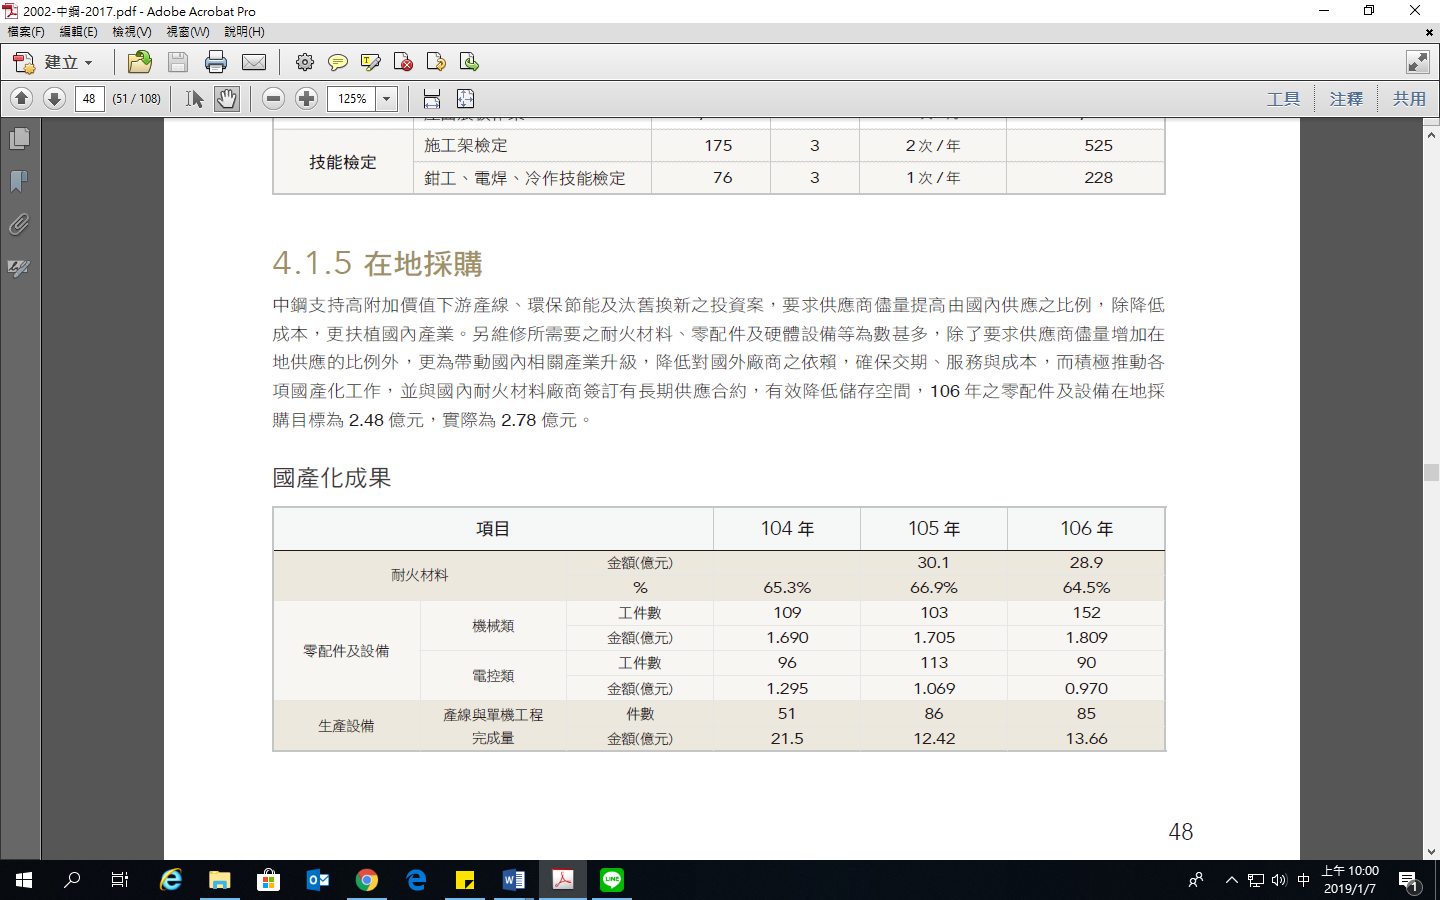 2002-中鋼-2017.pdf - Adobe Acrobat Pro
檔案(F) 編輯(E) 檢視(V) 視窗(W) 說明(H)
建立
48 (51 / 108) 125% 工具 注釋 共用
技能檢定 施工架檢定 175 3 2 次 / 年 525
鉗工、電焊、冷作技能檢定 76 3 1 次 / 年 228
4.1.5 在地採購
中鋼支持高附加價值下游產線、環保節能及汰舊換新之投資案，要求供應商儘量提高由國內供應之比例，除降低
成本，更扶植國內產業。另維修所需要之耐火材料、零配件及硬體設備等為數甚多，除了要求供應商儘量增加在
地供應的比例外，更為帶動國內相關產業升級，降低對國外廠商之依賴，確保交期、服務與成本，而積極推動各
項國產化工作，並與國內耐火材料廠商簽訂有長期供應合約，有效降低儲存空間，106 年之零配件及設備在地採
購目標為 2.48 億元，實際為 2.78 億元。
國產化成果
項目 104 年 105 年 106 年
耐火材料 金額(億元) 30.1 28.9
% 65.3% 66.9% 64.5%
零配件及設備 機械類 工件數 109 103 152
金額(億元) 1.690 1.705 1.809
電控類 工件數 96 113 90
金額(億元) 1.295 1.069 0.970
生產設備 產線與單機工程 件數 51 86 85
完成量 金額(億元) 21.5 12.42 13.66
48
中 上午 10:00
2019/1/7
1
LINE